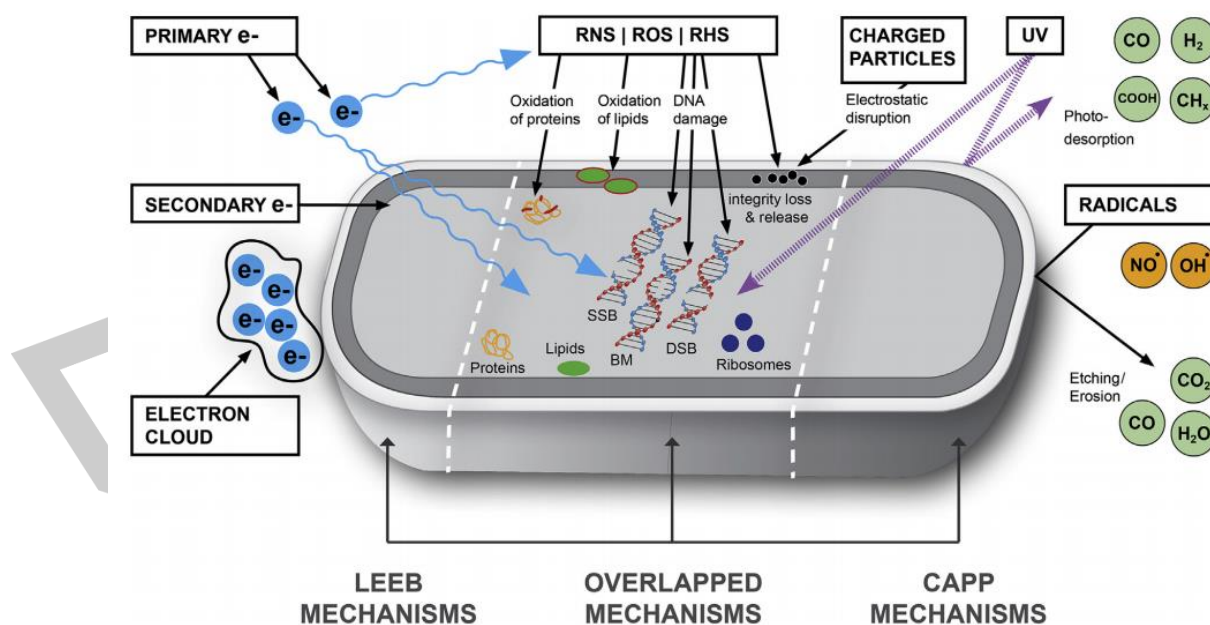 PRIMARY e-
RNS | ROS | RHS
CHARGED
PARTICLES
UV
CO
H₂
COOH
CHₓ
e-
e-
Oxidation
of proteins
Oxidation
of lipids
DNA
damage
Electrostatic
disruption
Photo-
desorption
SECONDARY e-
integrity loss
& release
RADICALS
NO•
OH•
e-
e-
e-
e-
e-
SSB
BM
DSB
Proteins
Lipids
Ribosomes
ELECTRON
CLOUD
Etching/
Erosion
CO₂
CO
H₂O
LEEB
MECHANISMS
OVERLAPPED
MECHANISMS
CAPP
MECHANISMS